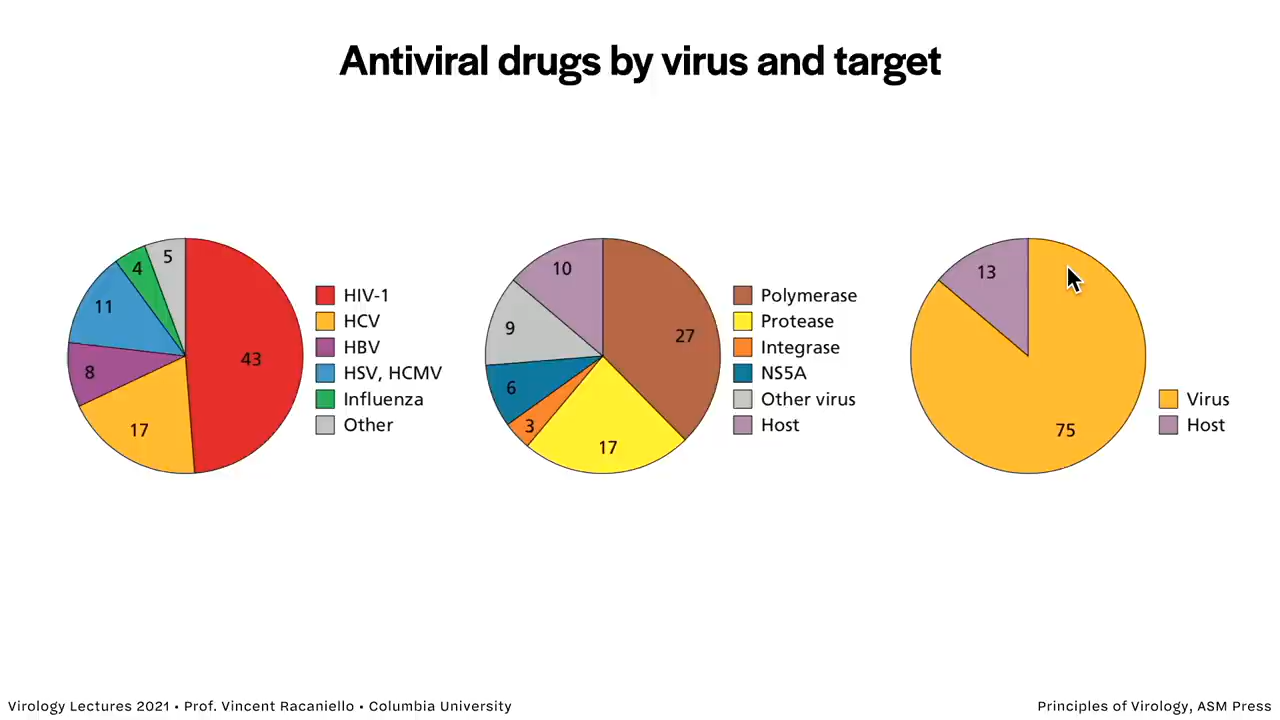 Antiviral drugs by virus and target
5
4
11
8
17
43
HIV-1
HCV
HBV
HSV, HCMV
Influenza
Other
10
9
6
3
17
27
Polymerase
Protease
Integrase
NS5A
Other virus
Host
13
75
Virus
Host
Virology Lectures 2021 • Prof. Vincent Racaniello • Columbia University
Principles of Virology, ASM Press